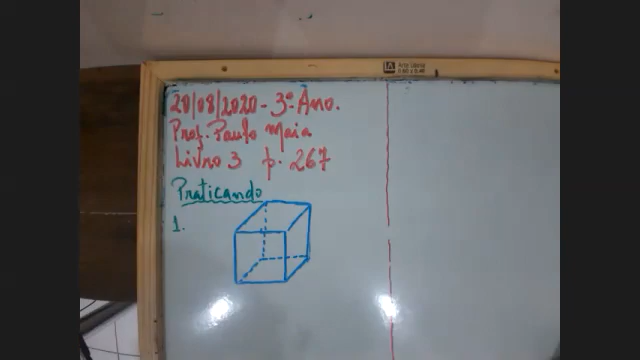 20/08/2020 - 3º Ano.
Prof. Paulo Maia
Livro 3 p. 267
Praticando
1.